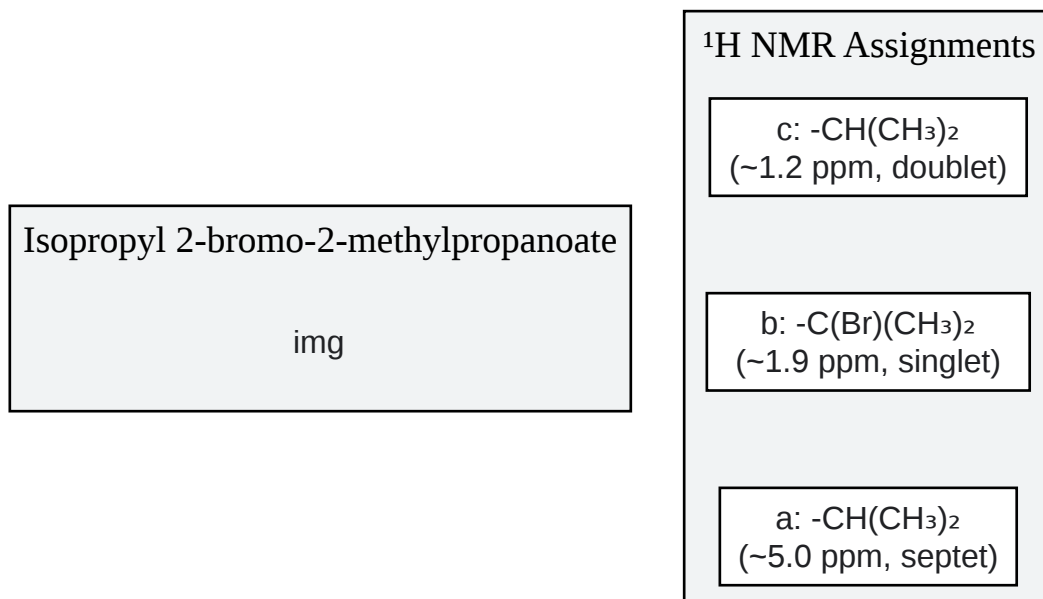 Isopropyl 2-bromo-2-methylpropanoate
img
¹H NMR Assignments
c: -CH(CH₃)₂
(~1.2 ppm, doublet)
b: -C(Br)(CH₃)₂
(~1.9 ppm, singlet)
a: -CH(CH₃)₂
(~5.0 ppm, septet)